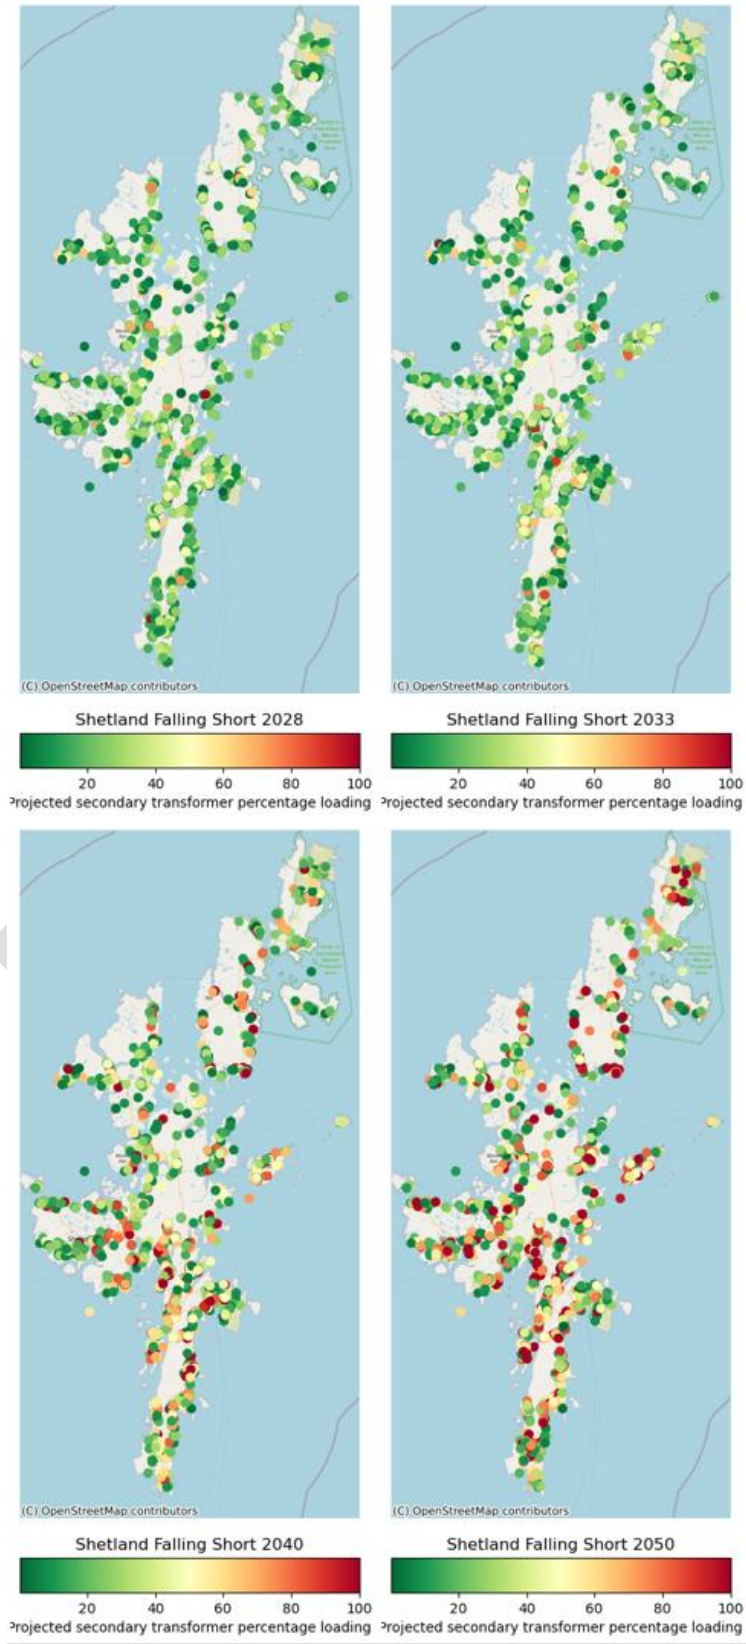 (C) OpenStreetMap contributors
(C) OpenStreetMap contributors
Shetland Falling Short 2028
Shetland Falling Short 2033
20 40 60 80 100
20 40 60 80 100
Projected secondary transformer percentage loading
Projected secondary transformer percentage loading
(C) OpenStreetMap contributors
(C) OpenStreetMap contributors
Shetland Falling Short 2040
Shetland Falling Short 2050
20 40 60 80 100
20 40 60 80 100
Projected secondary transformer percentage loading
Projected secondary transformer percentage loading